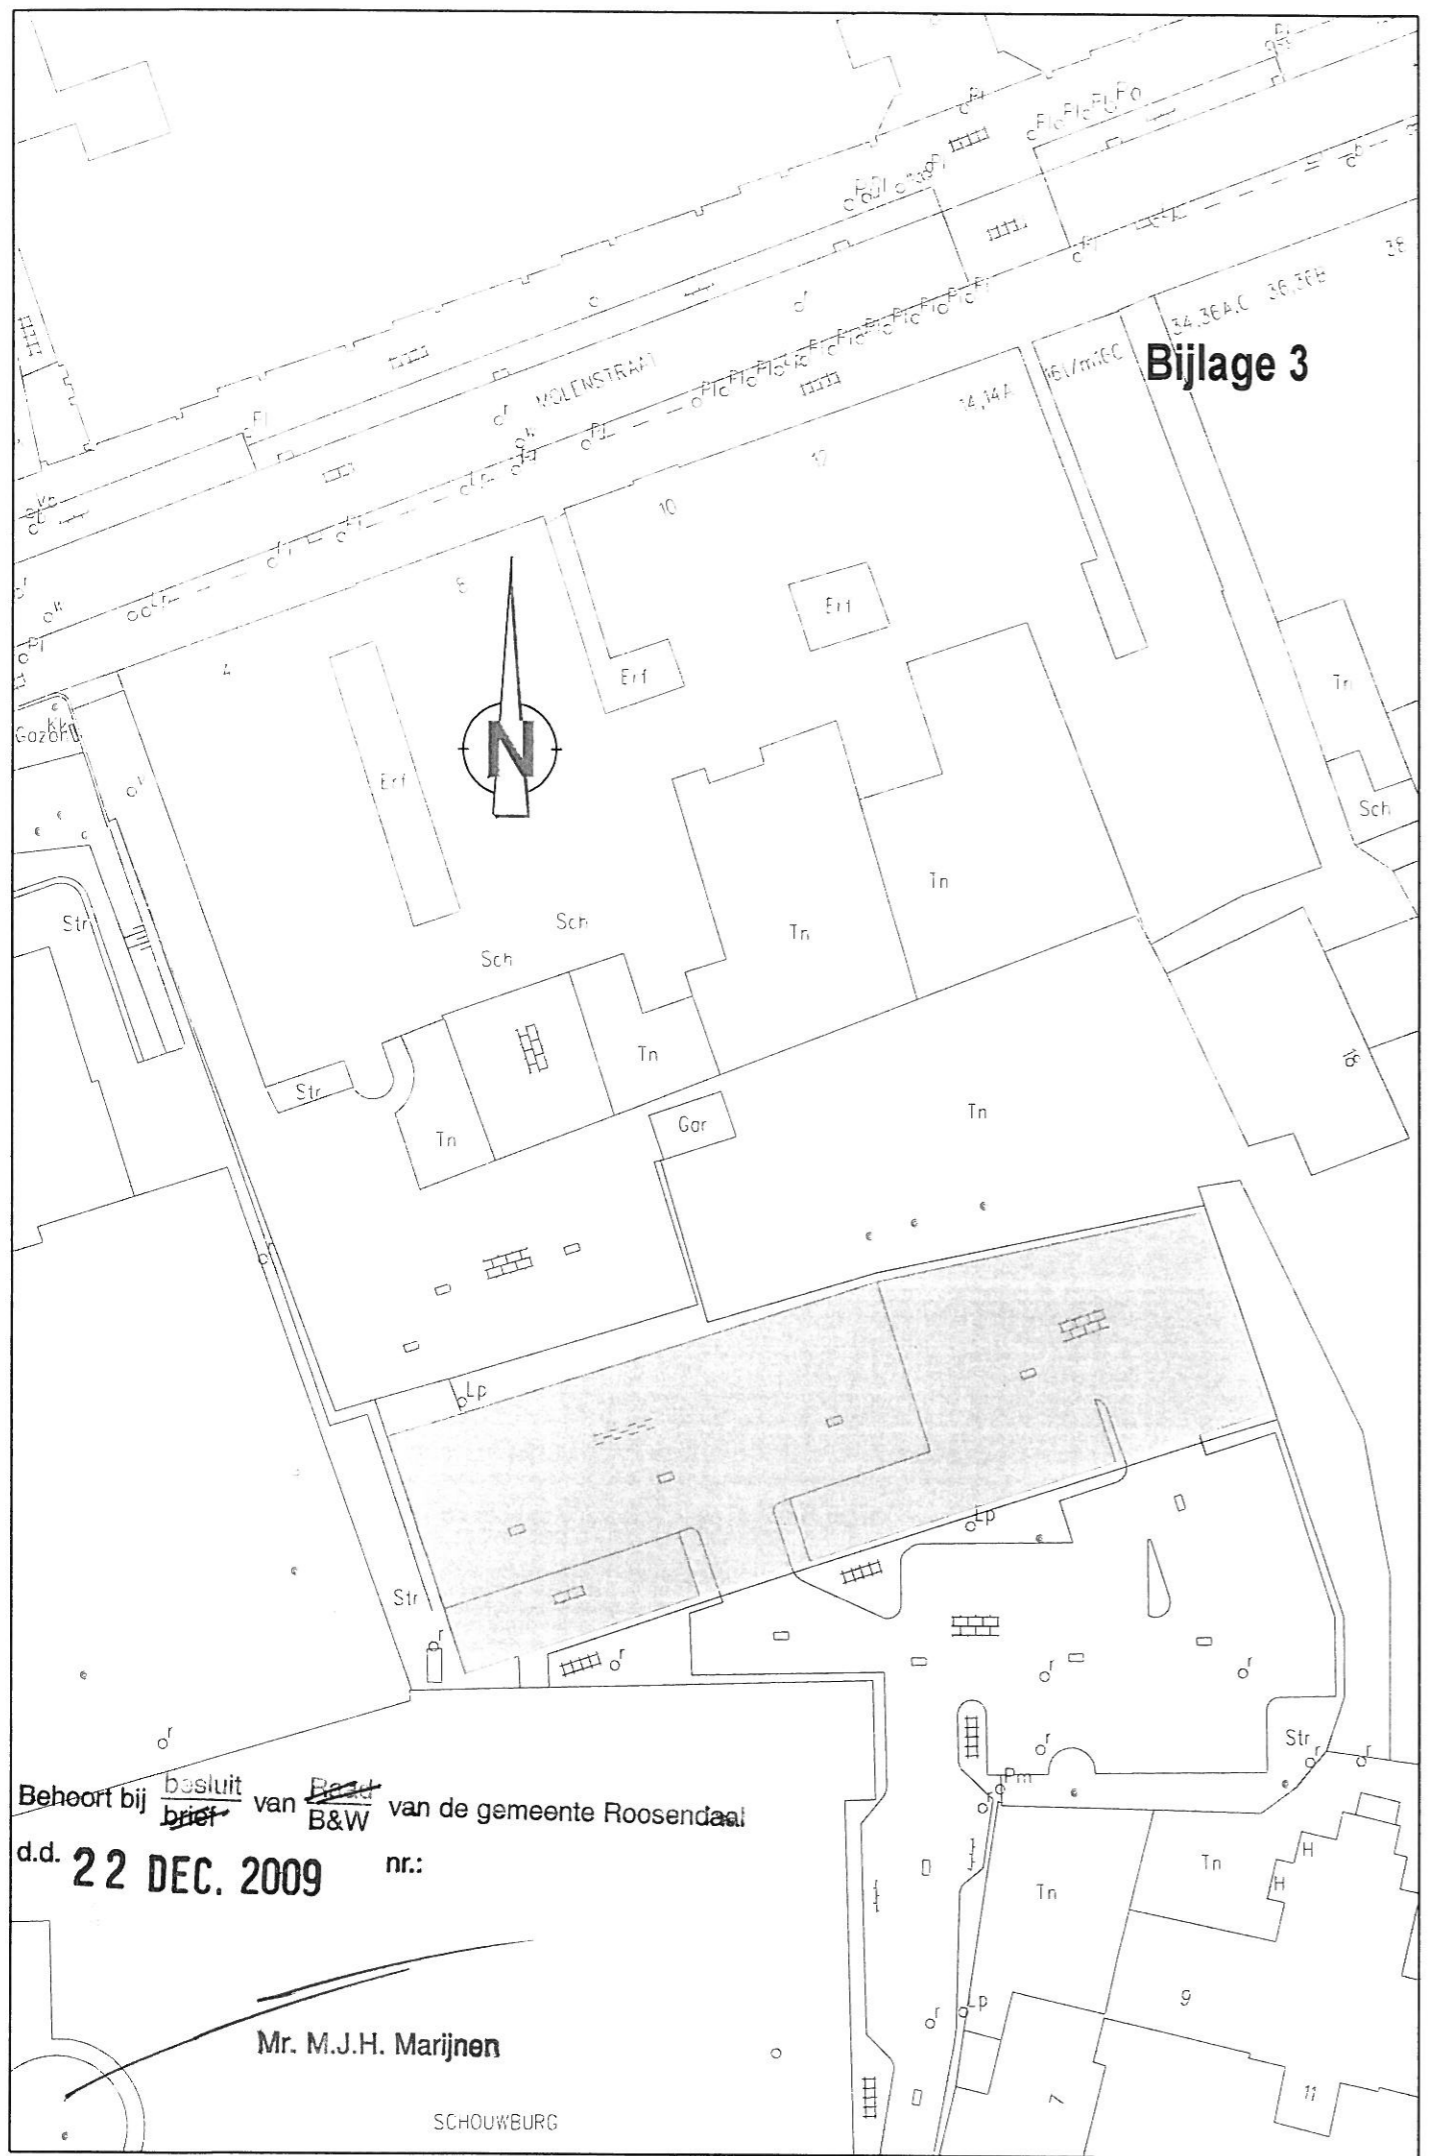 Pl
Pl
MOLENSTRAAT
34,36A,C 36,36B 38
Bijlage 3
14,14A
12
10
8
4
Erf
Erf
Erf
Tn
Sch
Str
Sch
Sch
Tn
Tn
Tn
Str
Tn
Gar
Tn
18
Lp
Lp
Str
r
r
r
r
r
r
r
r
Str
Pm
Behoort bij besluit van Raad van de gemeente Roosendaal
brief B&W
d.d. 22 DEC. 2009 nr.:
Tn
Tn
H
H
9
r
Lp
7
11
Mr. M.J.H. Marijnen
SCHOUWBURG
N